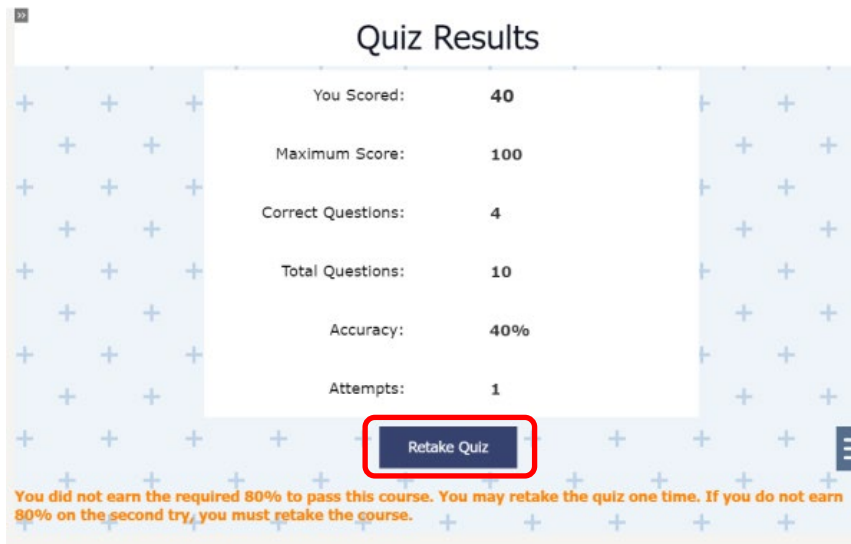 Quiz Results
You Scored: 40
Maximum Score: 100
Correct Questions: 4
Total Questions: 10
Accuracy: 40%
Attempts: 1
Retake Quiz
You did not earn the required 80% to pass this course. You may retake the quiz one time. If you do not earn
80% on the second try, you must retake the course.